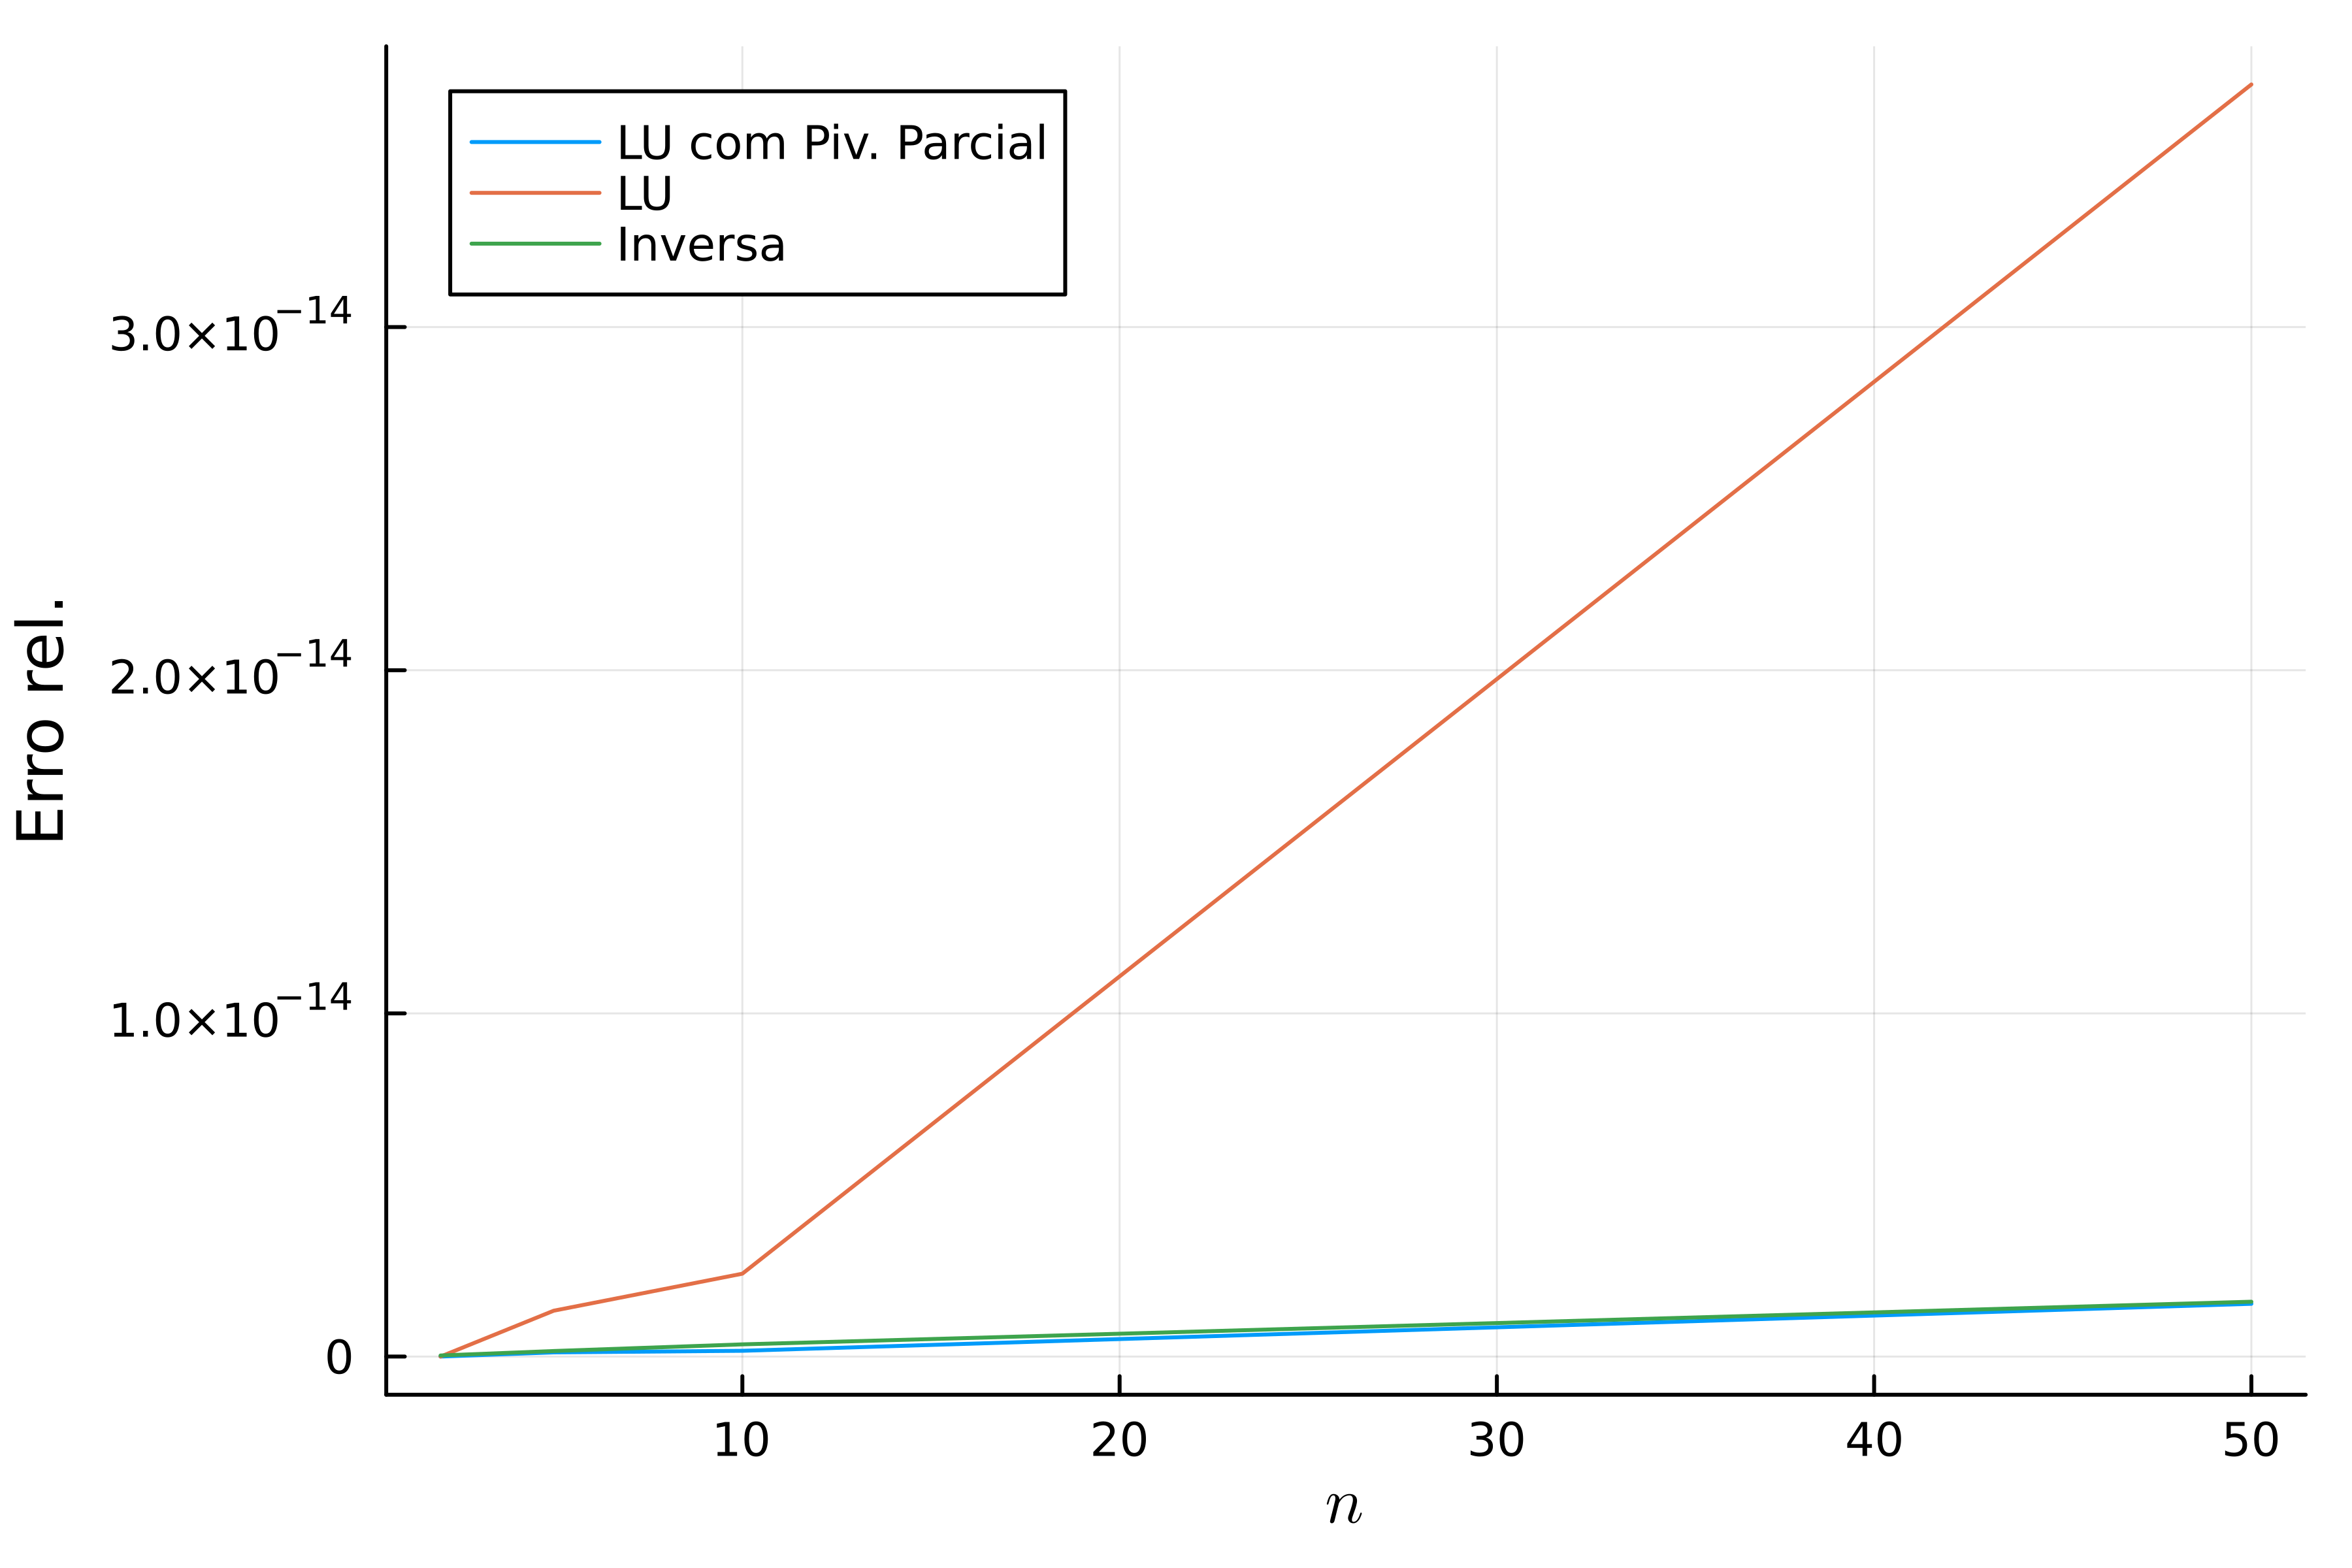 LU com Piv. Parcial
LU
Inversa
3.0×10⁻¹⁴
2.0×10⁻¹⁴
1.0×10⁻¹⁴
0
Erro rel.
10 20 30 40 50
n